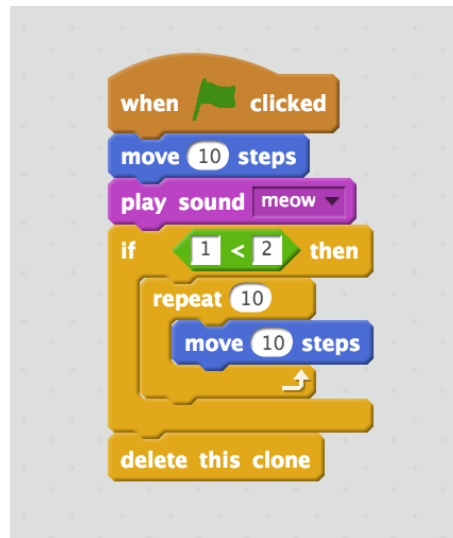 when clicked
move 10 steps
play sound meow
if 1 < 2 then
repeat 10
move 10 steps
delete this clone